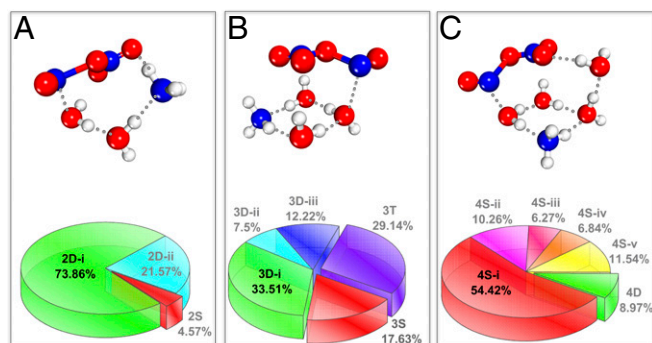 A
2D-i
73.86%
2D-ii
21.57%
2S
4.57%
B
3D-ii
7.5%
3D-iii
12.22%
3T
29.14%
3D-i
33.51%
3S
17.63%
C
4S-ii
10.26%
4S-iii
6.27%
4S-iv
6.84%
4S-v
11.54%
4S-i
54.42%
4D
8.97%